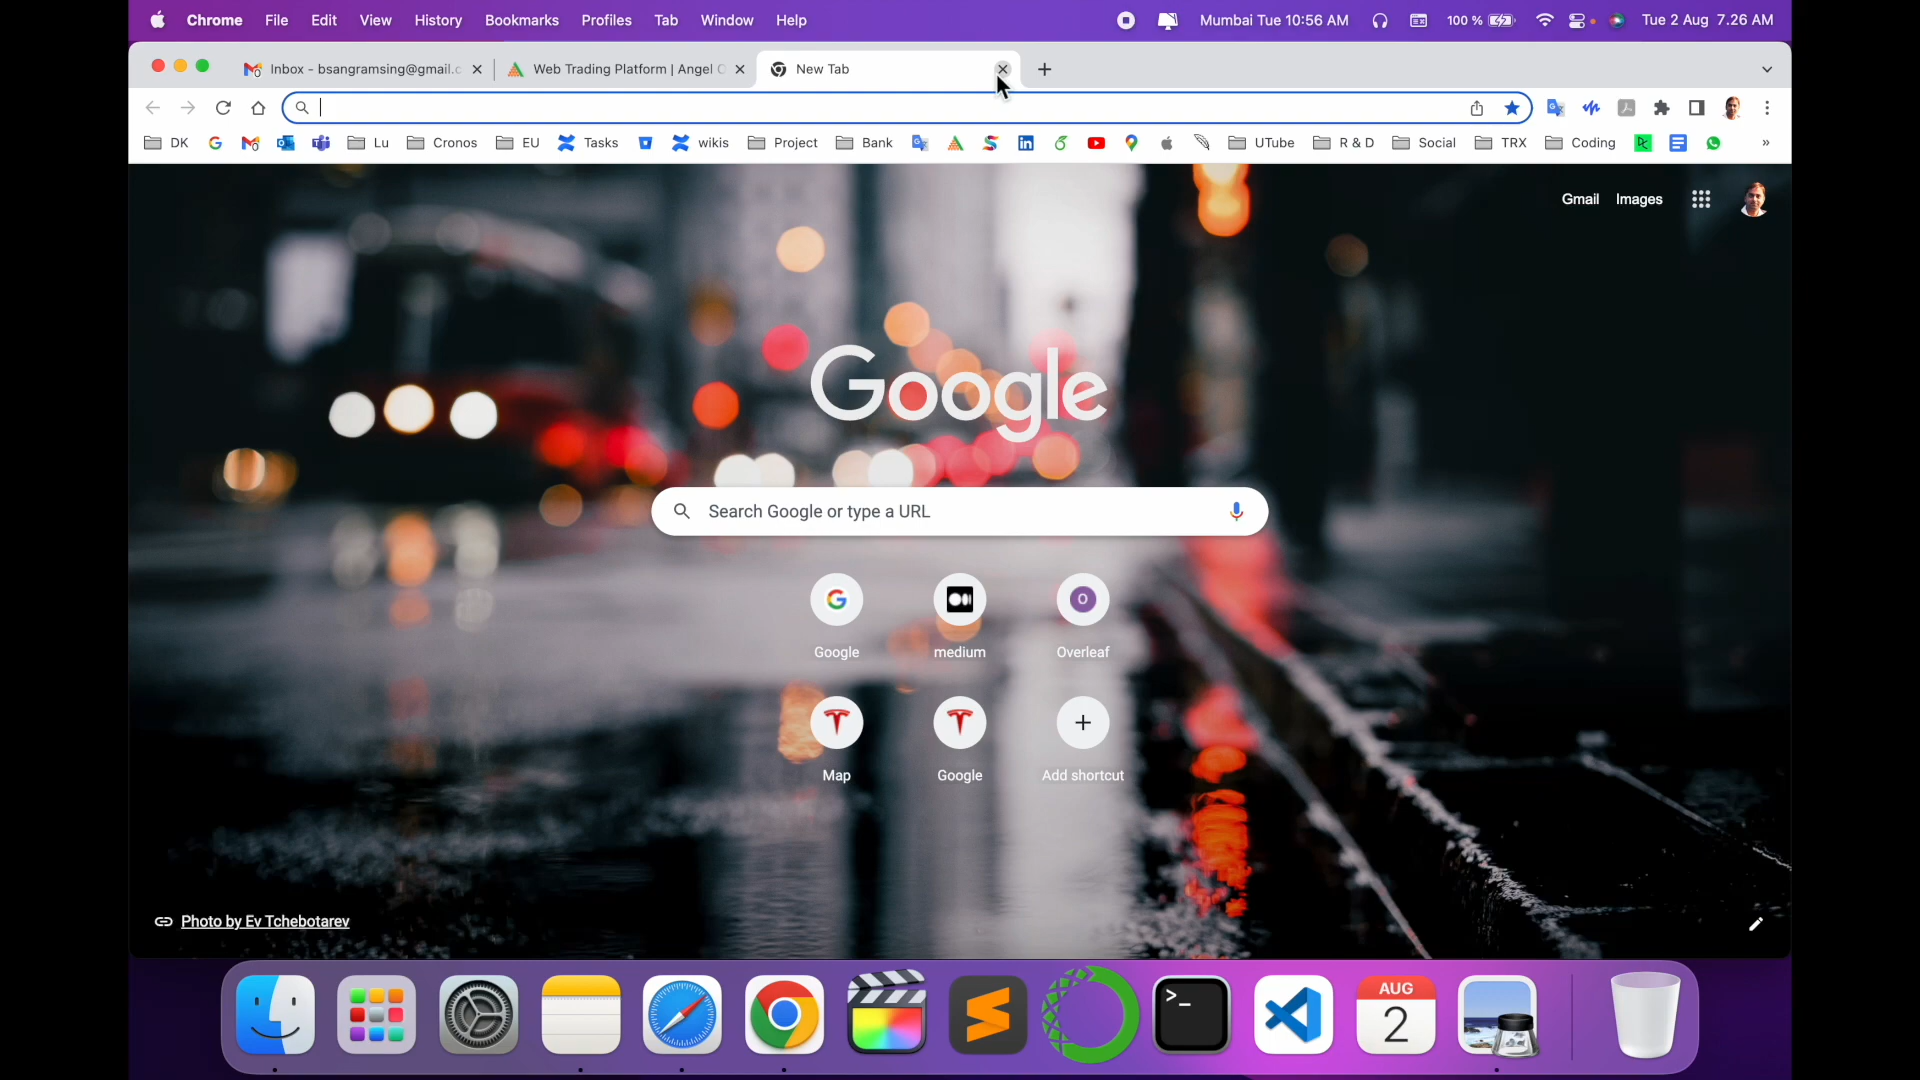 Chrome File Edit View History Bookmarks Profiles Tab Window Help Mumbai Tue 10:56 AM 100 % Tue 2 Aug 7.26 AM
Inbox - bsangramsing@gmail.c Web Trading Platform | Angel New Tab
DK Lu Cronos EU Tasks wikis Project Bank UTube R & D Social TRX Coding »
Gmail Images
Google
Search Google or type a URL
Google medium Overleaf
Map Google Add shortcut
Photo by Ev Tchebotarev
AUG
2